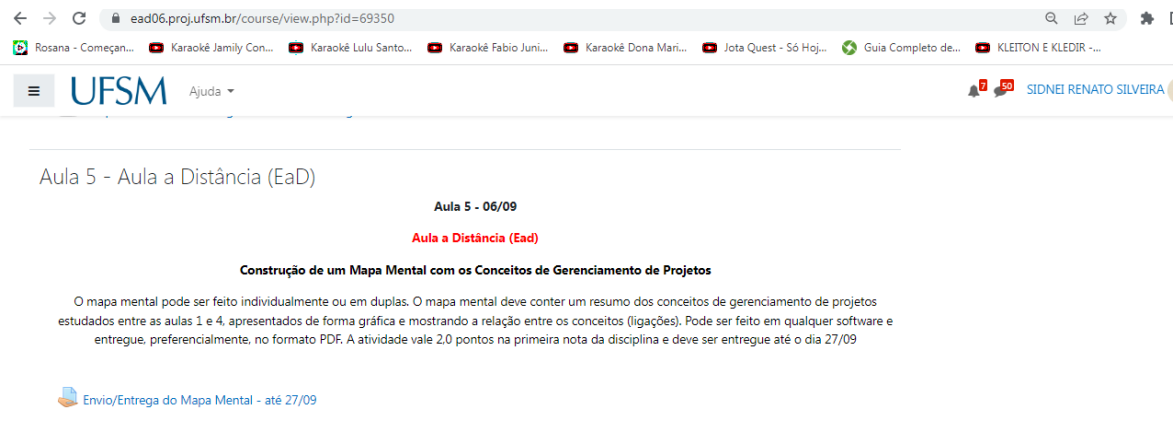 ead06.proj.ufsm.br/course/view.php?id=69350
Rosana - Começan... Karaokê Jamily Con... Karaokê Lulu Santo... Karaokê Fabio Juni... Karaokê Dona Mari... Jota Quest - Só Hoj... Guia Completo de... KLEITON E KLEDIR -...
UFSM Ajuda 7 50 SIDNEI RENATO SILVEIRA
Aula 5 - Aula a Distância (EaD)
Aula 5 - 06/09
Aula a Distância (Ead)
Construção de um Mapa Mental com os Conceitos de Gerenciamento de Projetos
O mapa mental pode ser feito individualmente ou em duplas. O mapa mental deve conter um resumo dos conceitos de gerenciamento de projetos
estudados entre as aulas 1 e 4, apresentados de forma gráfica e mostrando a relação entre os conceitos (ligações). Pode ser feito em qualquer software e
entregue, preferencialmente, no formato PDF. A atividade vale 2,0 pontos na primeira nota da disciplina e deve ser entregue até o dia 27/09
Envio/Entrega do Mapa Mental - até 27/09